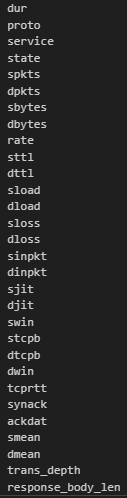 dur
proto
service
state
spkts
dpkts
sbytes
dbytes
rate
sttl
dttl
sload
dload
sloss
dloss
sinpkt
dinpkt
sjit
djit
swin
stcpb
dtcpb
dwin
tcprtt
synack
ackdat
smean
dmean
trans_depth
response_body_len